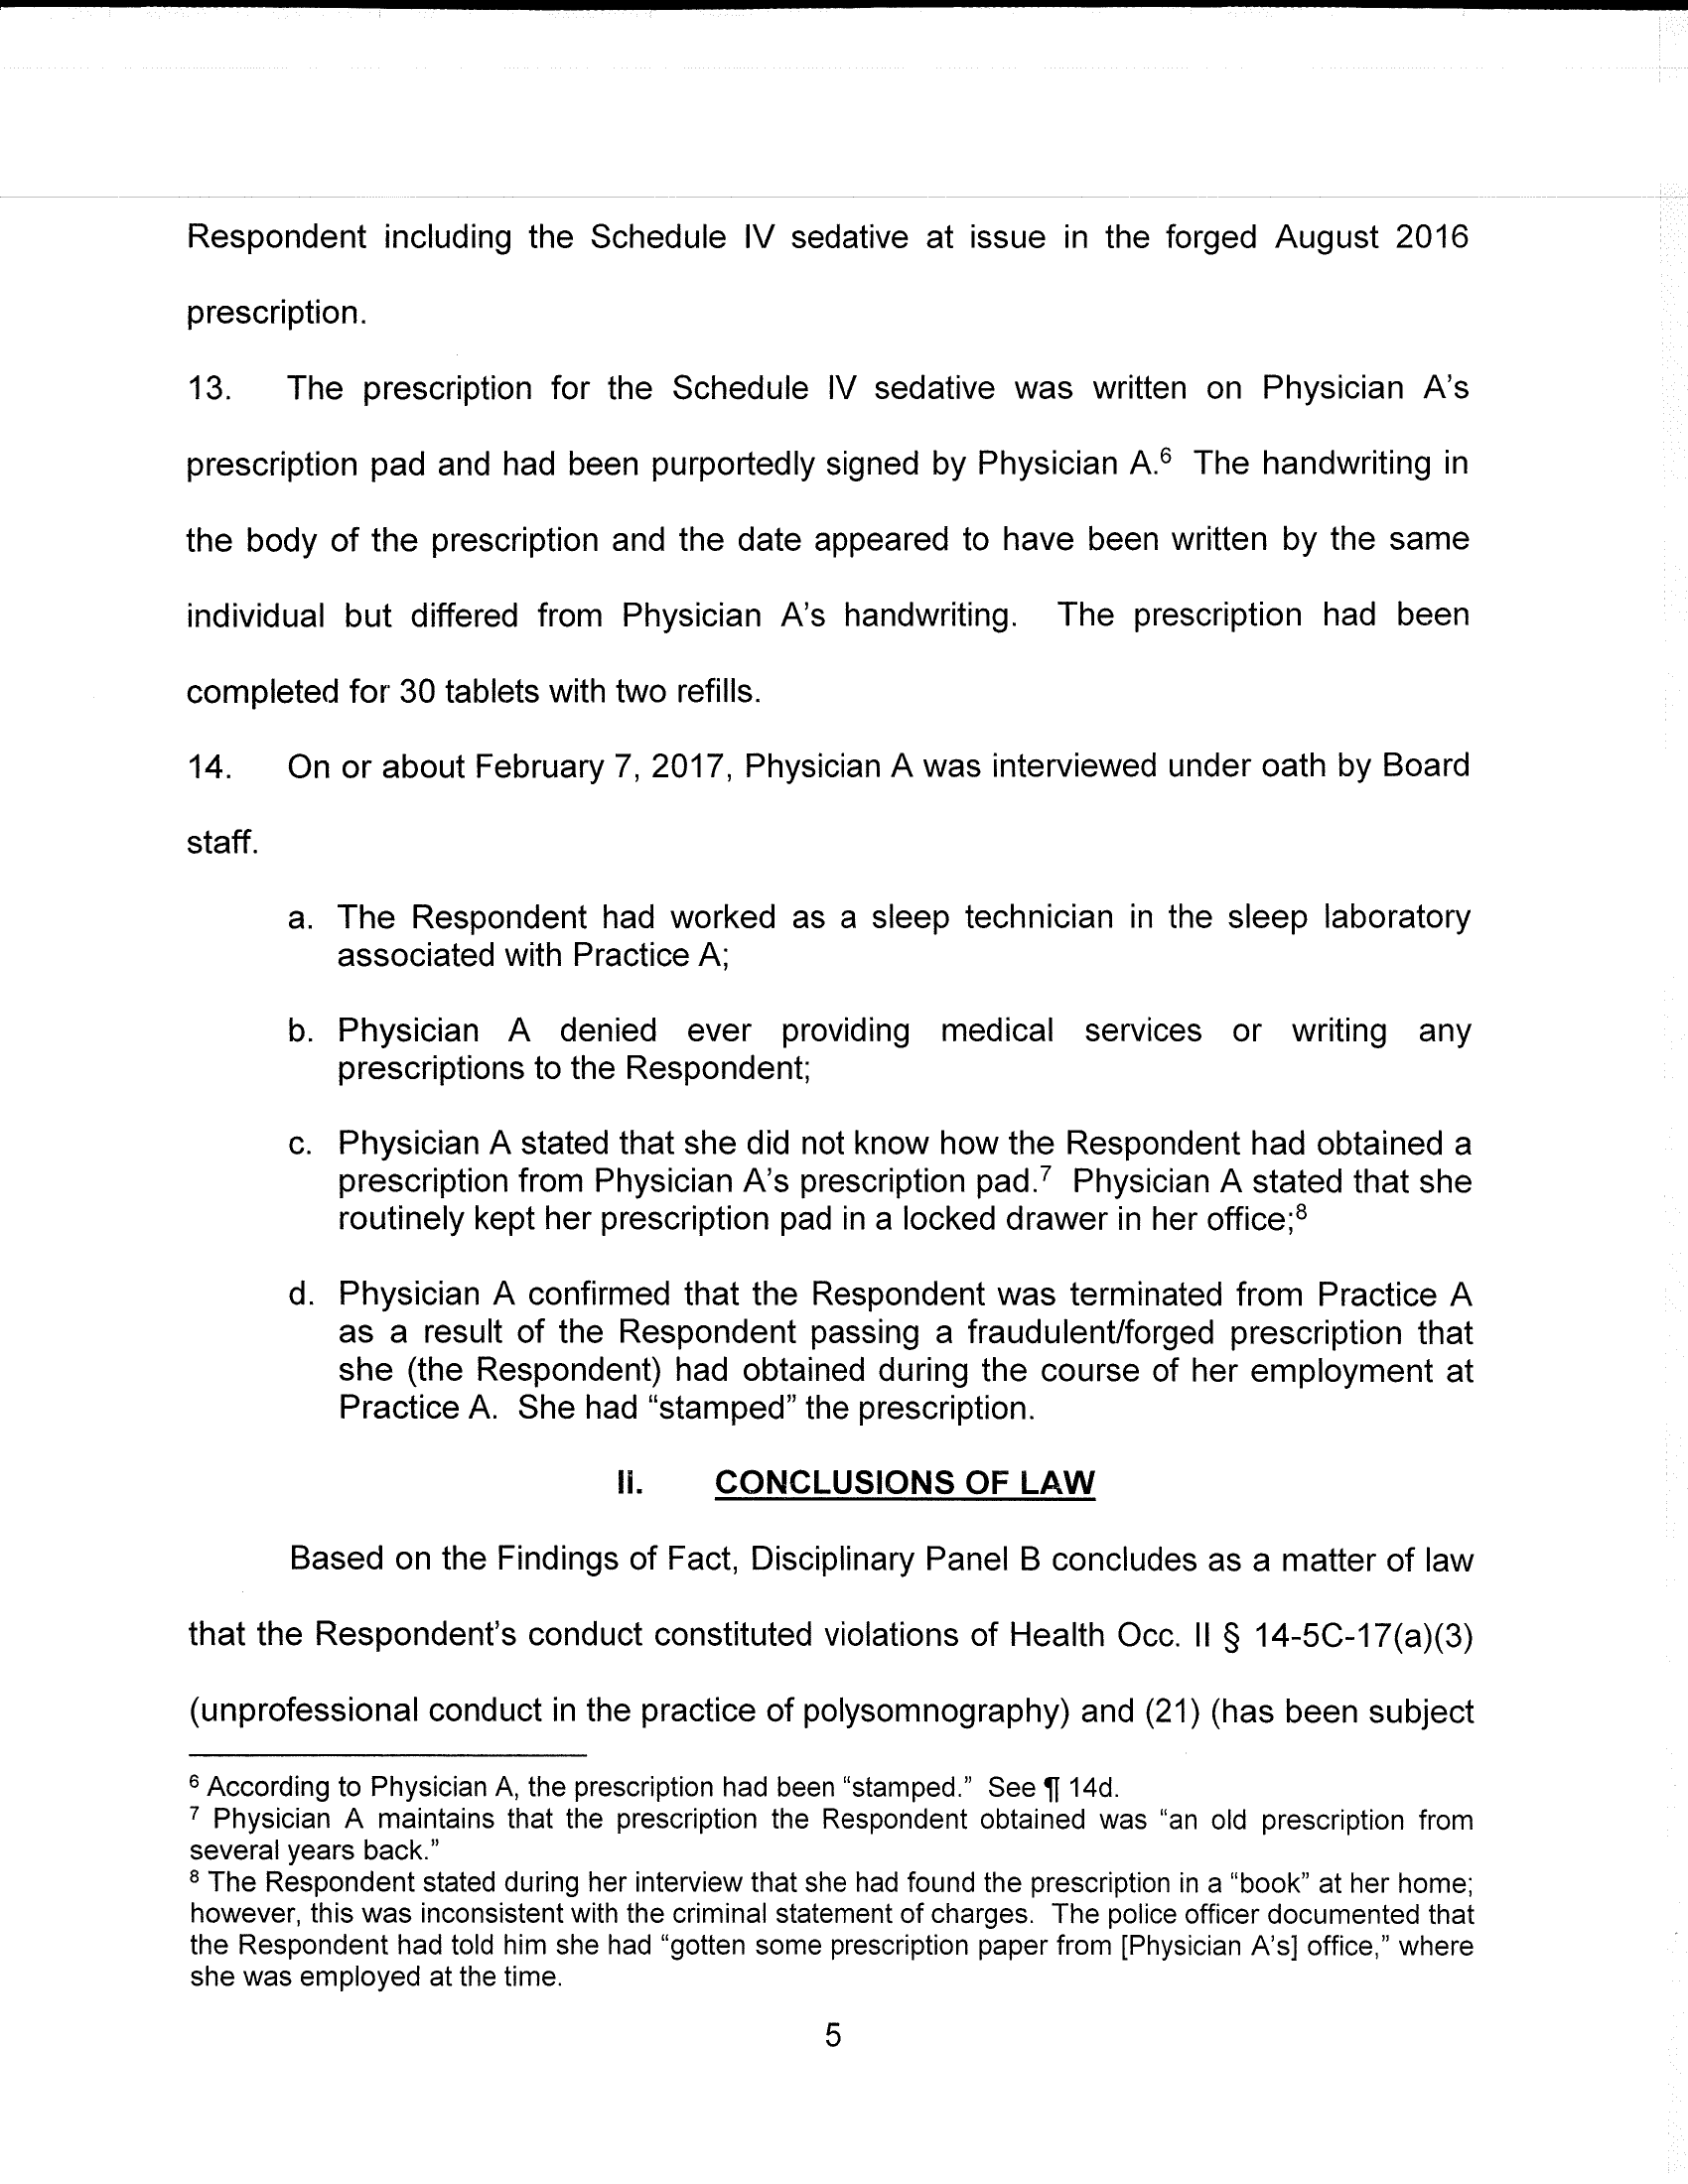 Respondent including the Schedule IV sedative at issue in the forged August 2016
prescription.
13. The prescription for the Schedule IV sedative was written on Physician A's
prescription pad and had been purportedly signed by Physician A.⁶ The handwriting in
the body of the prescription and the date appeared to have been written by the same
individual but differed from Physician A's handwriting. The prescription had been
completed for 30 tablets with two refills.
14. On or about February 7, 2017, Physician A was interviewed under oath by Board
staff.
a. The Respondent had worked as a sleep technician in the sleep laboratory
associated with Practice A;
b. Physician A denied ever providing medical services or writing any
prescriptions to the Respondent;
c. Physician A stated that she did not know how the Respondent had obtained a
prescription from Physician A's prescription pad.⁷ Physician A stated that she
routinely kept her prescription pad in a locked drawer in her office;⁸
d. Physician A confirmed that the Respondent was terminated from Practice A
as a result of the Respondent passing a fraudulent/forged prescription that
she (the Respondent) had obtained during the course of her employment at
Practice A. She had “stamped” the prescription.
II. CONCLUSIONS OF LAW
Based on the Findings of Fact, Disciplinary Panel B concludes as a matter of law
that the Respondent's conduct constituted violations of Health Occ. II § 14-5C-17(a)(3)
(unprofessional conduct in the practice of polysomnography) and (21) (has been subject
⁶ According to Physician A, the prescription had been “stamped.” See ¶ 14d.
⁷ Physician A maintains that the prescription the Respondent obtained was “an old prescription from
several years back.”
⁸ The Respondent stated during her interview that she had found the prescription in a “book” at her home;
however, this was inconsistent with the criminal statement of charges. The police officer documented that
the Respondent had told him she had “gotten some prescription paper from [Physician A's] office,” where
she was employed at the time.
5